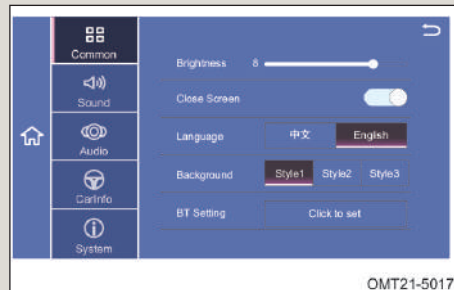 Common
Sound
Audio
CarInfo
System
Brightness 8
Close Screen
Language 中文 English
Background Style1 Style2 Style3
BT Setting Click to set
OMT21-5017